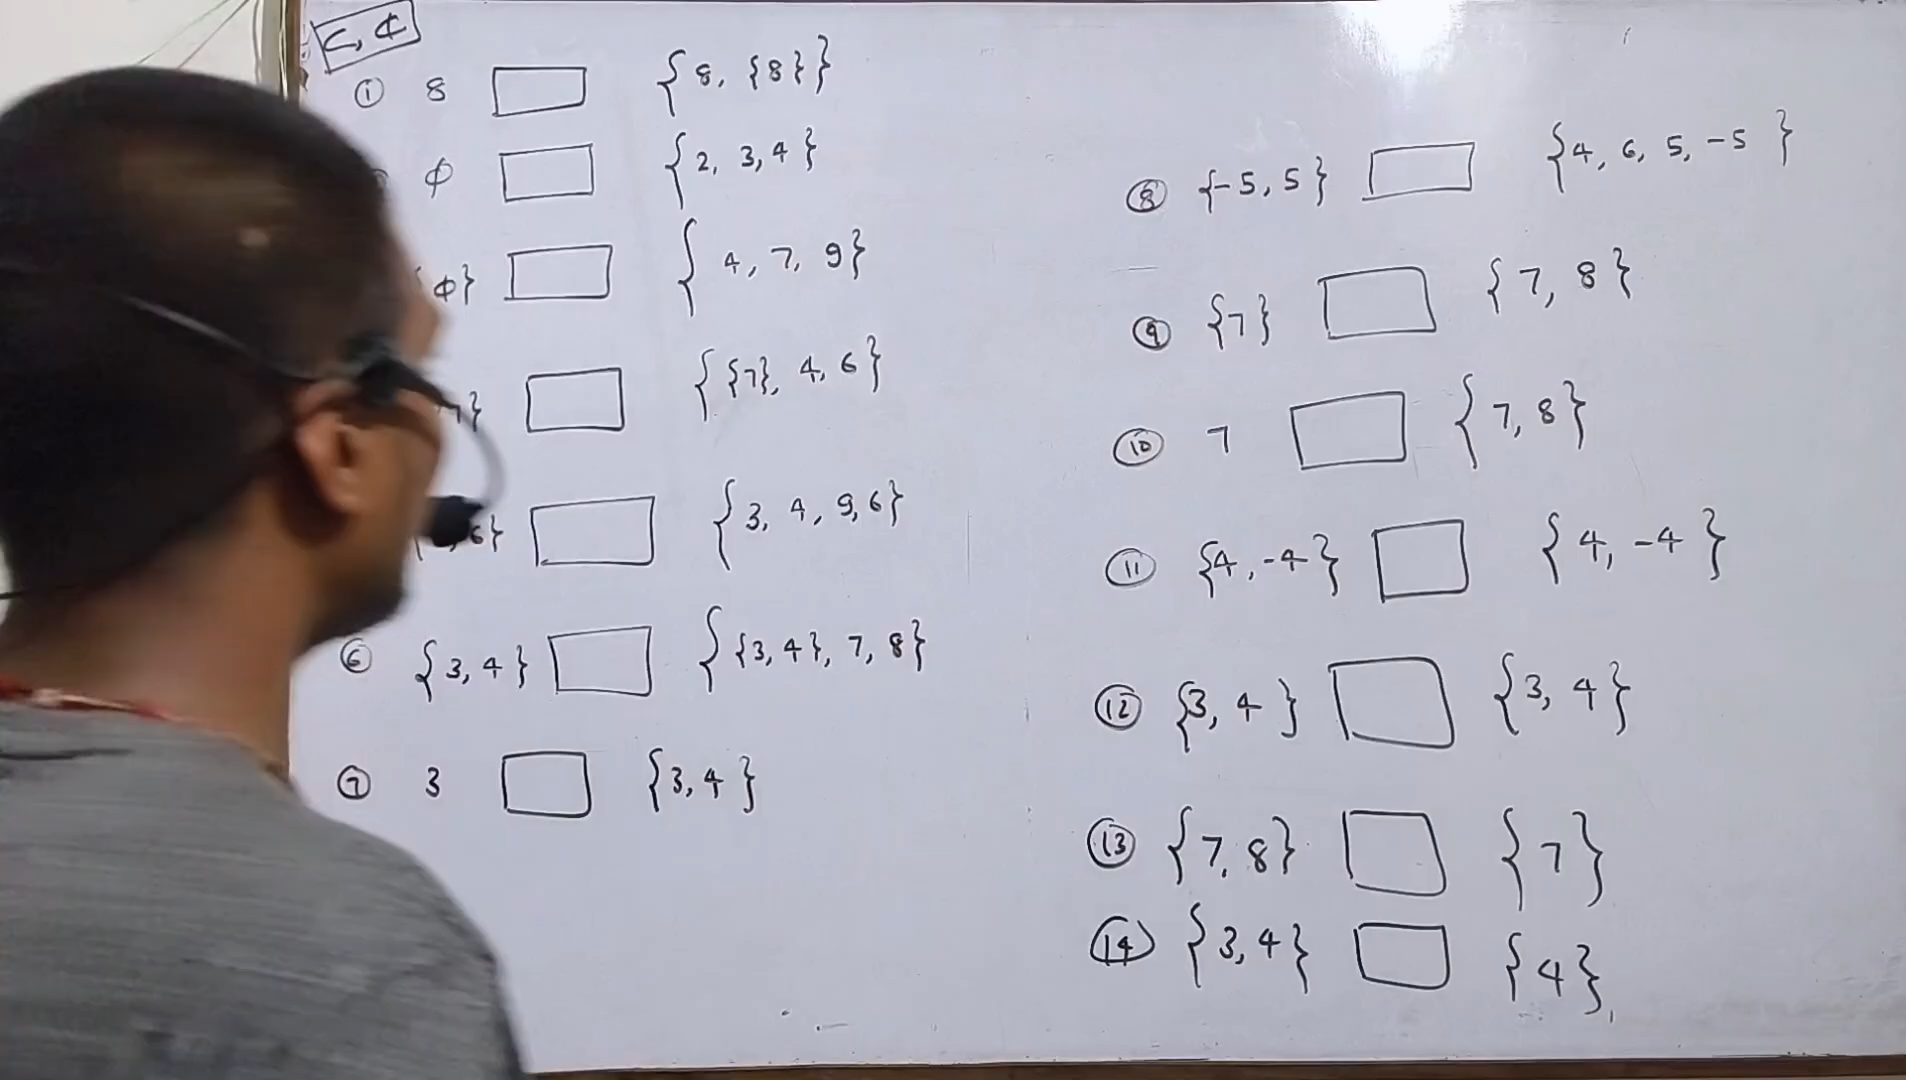 ⊂, ⊄
① 8 {8, {8}}
ϕ {2, 3, 4}
ϕ} {4, 7, 9}
} {{7}, 4, 6}
, 6} {3, 4, 9, 6}
⑥ {3, 4} {{3, 4}, 7, 8}
⑦ 3 {3, 4}
⑧ {-5, 5} {4, 6, 5, -5}
⑨ {7} {7, 8}
⑩ 7 {7, 8}
⑪ {4, -4} {4, -4}
⑫ {3, 4} {3, 4}
⑬ {7, 8} {7}
⑭ {3, 4} {4}